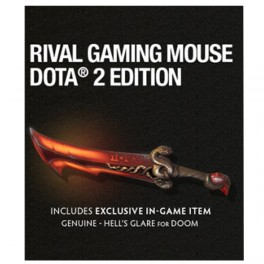 RIVAL GAMING MOUSE
DOTA® 2 EDITION
INCLUDES EXCLUSIVE IN-GAME ITEM
GENUINE - HELL'S GLARE FOR DOOM